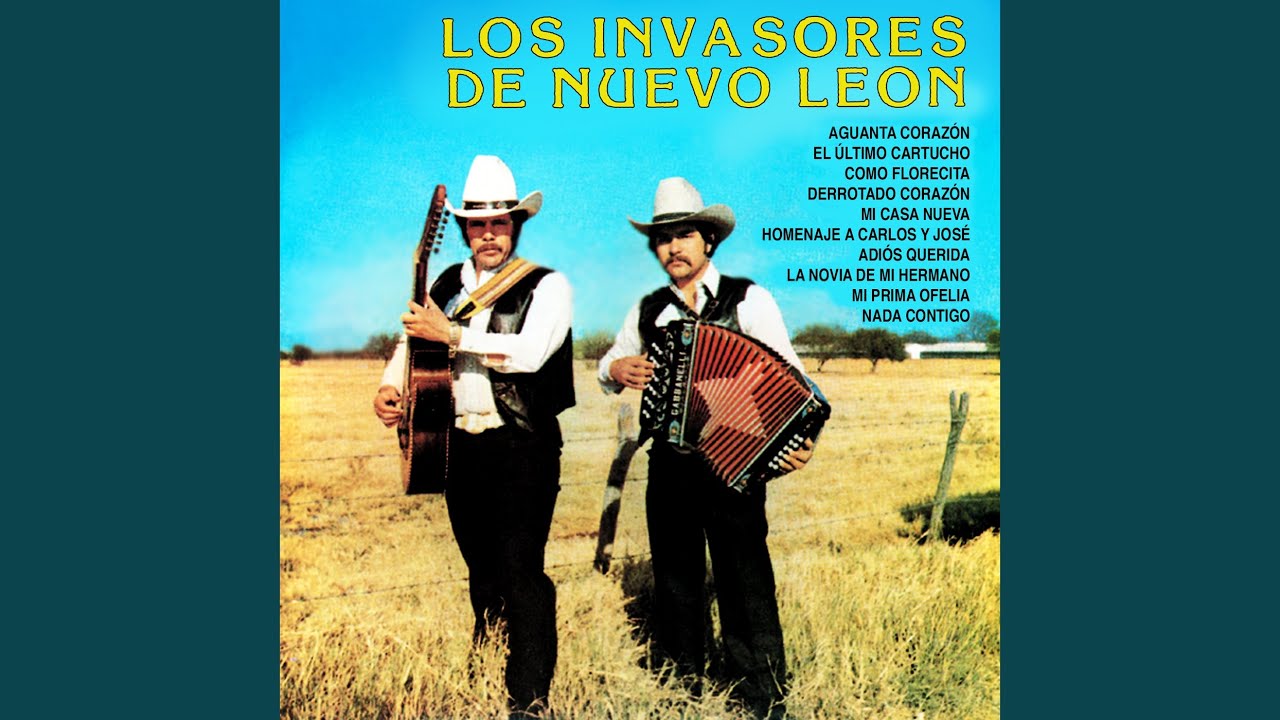 LOS INVASORES
DE NUEVO LEON
AGUANTA CORAZÓN
EL ÚLTIMO CARTUCHO
COMO FLORECITA
DERROTADO CORAZÓN
MI CASA NUEVA
HOMENAJE A CARLOS Y JOSÉ
ADIÓS QUERIDA
LA NOVIA DE MI HERMANO
MI PRIMA OFELIA
NADA CONTIGO
GABBANELLI